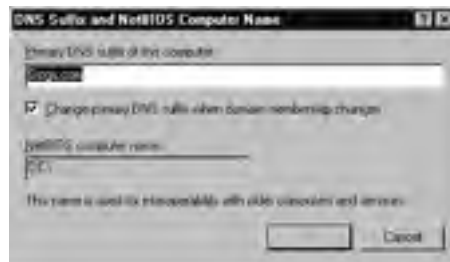 DNS Suffix and NetBIOS Computer Name
Primary DNS suffix of this computer:
Change primary DNS suffix when domain membership changes
NetBIOS computer name:
This name is used for interoperability with older computers and services.
Cancel